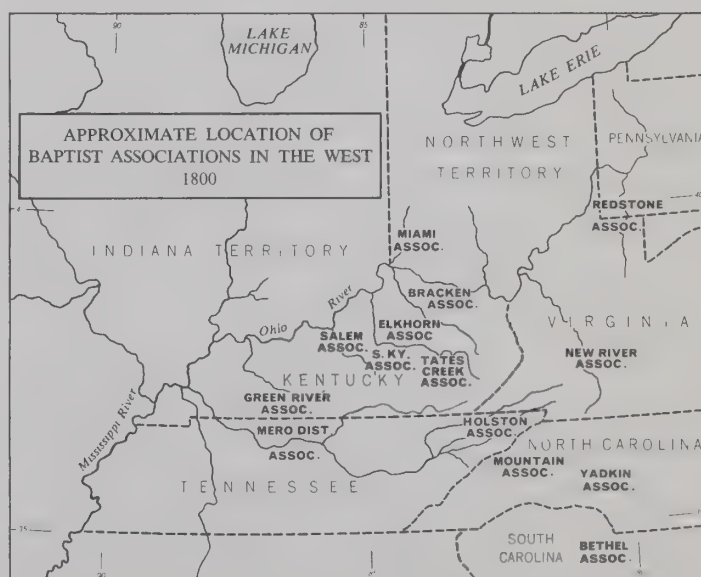 90
85
LAKE
MICHIGAN
LAKE ERIE
APPROXIMATE LOCATION OF
BAPTIST ASSOCIATIONS IN THE WEST
1800
NORTHWEST
TERRITORY
PENNSYLVANIA
REDSTONE
ASSOC.
INDIANA TERRITORY
MIAMI
ASSOC.
BRACKEN
ASSOC.
Ohio River
ELKHORN
ASSOC
SALEM
ASSOC.
S. KY.
ASSOC.
TATES
CREEK
ASSOC.
VIRGINIA
NEW RIVER
ASSOC.
KENTUCKY
GREEN RIVER
ASSOC.
Mississippi River
MERO DIST.
ASSOC.
HOLSTON
ASSOC.
NORTH CAROLINA
MOUNTAIN
ASSOC.
YADKIN
ASSOC.
TENNESSEE
SOUTH
CAROLINA
BETHEL
ASSOC.